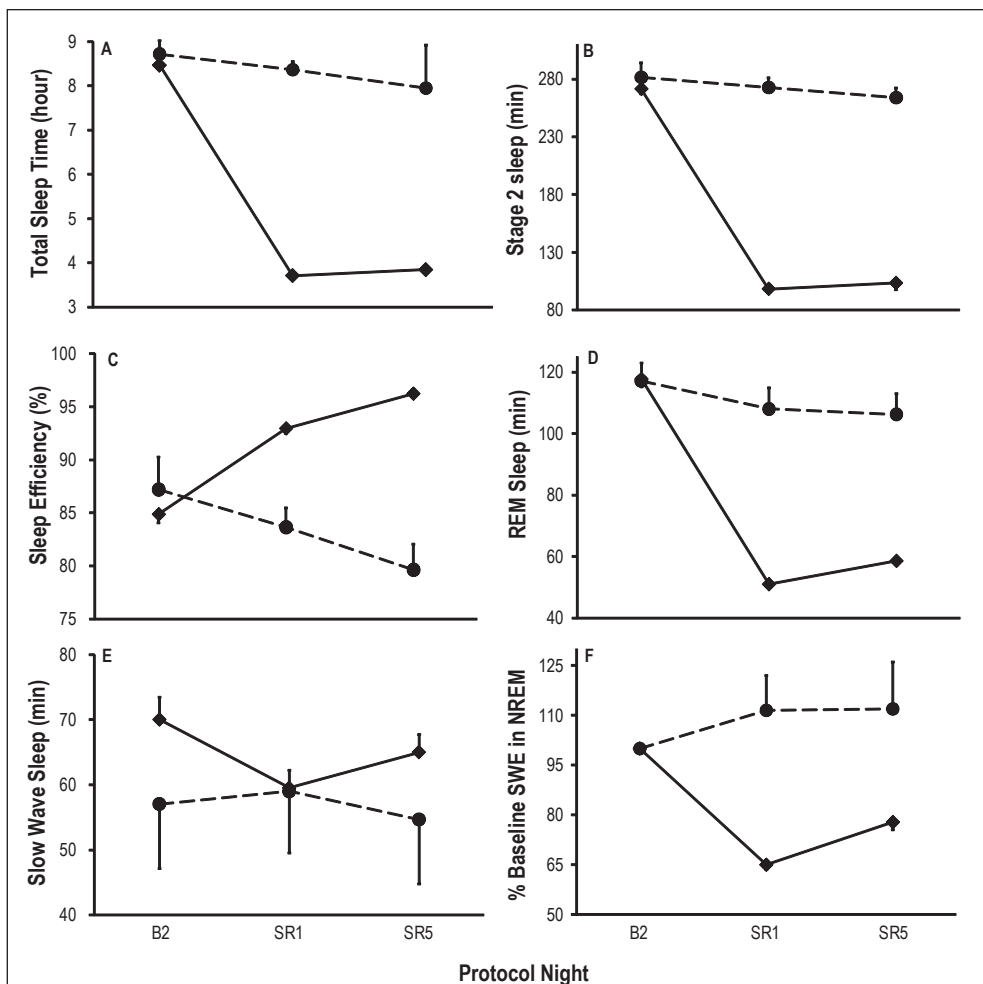 A
Total Sleep Time (hour)
9
8
7
6
5
4
3
B
Stage 2 sleep (min)
280
230
180
130
80
C
Sleep Efficiency (%)
100
95
90
85
80
75
D
REM Sleep (min)
120
100
80
60
40
E
Slow Wave Sleep (min)
80
70
60
50
40
B2
SR1
SR5
F
% Baseline SWE in NREM
125
110
95
80
65
50
B2
SR1
SR5
Protocol Night